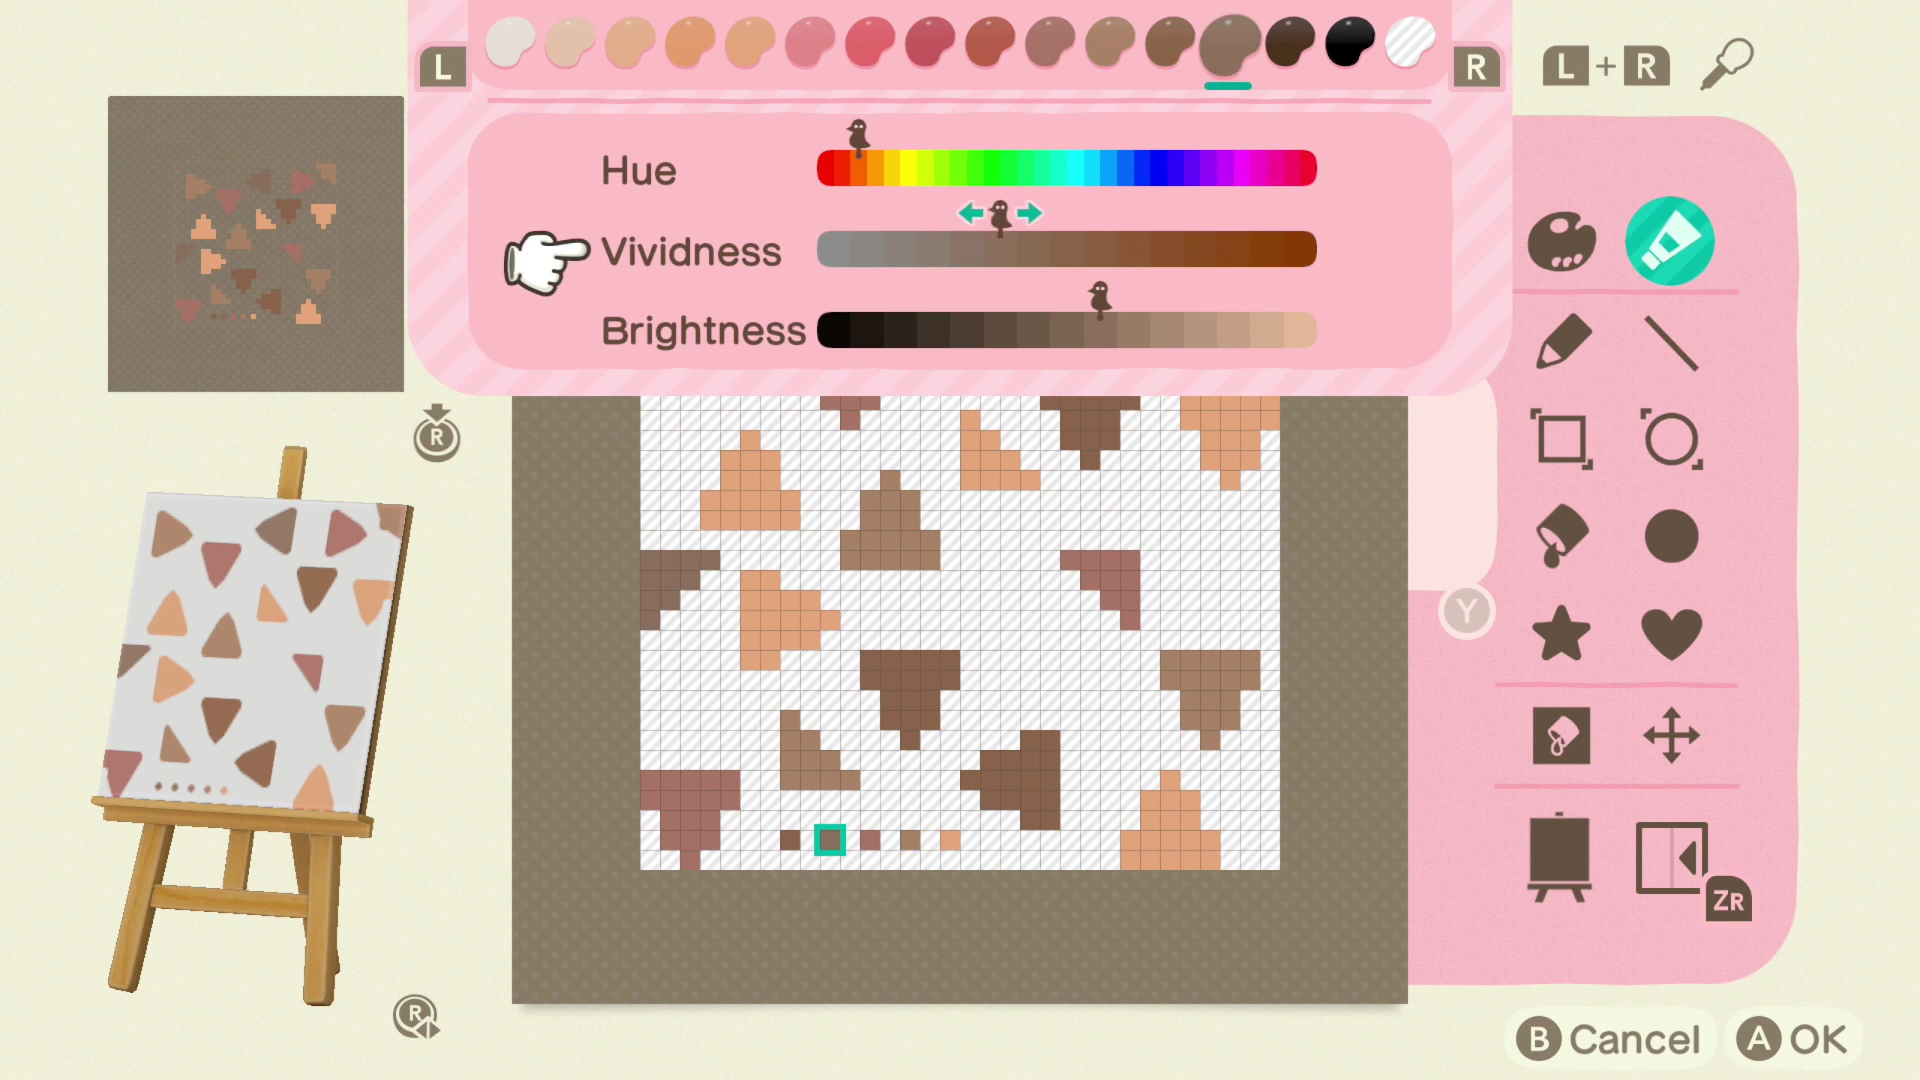 L
R
L + R
Hue
Vividness
Brightness
R
Y
ZR
R
B Cancel
A OK